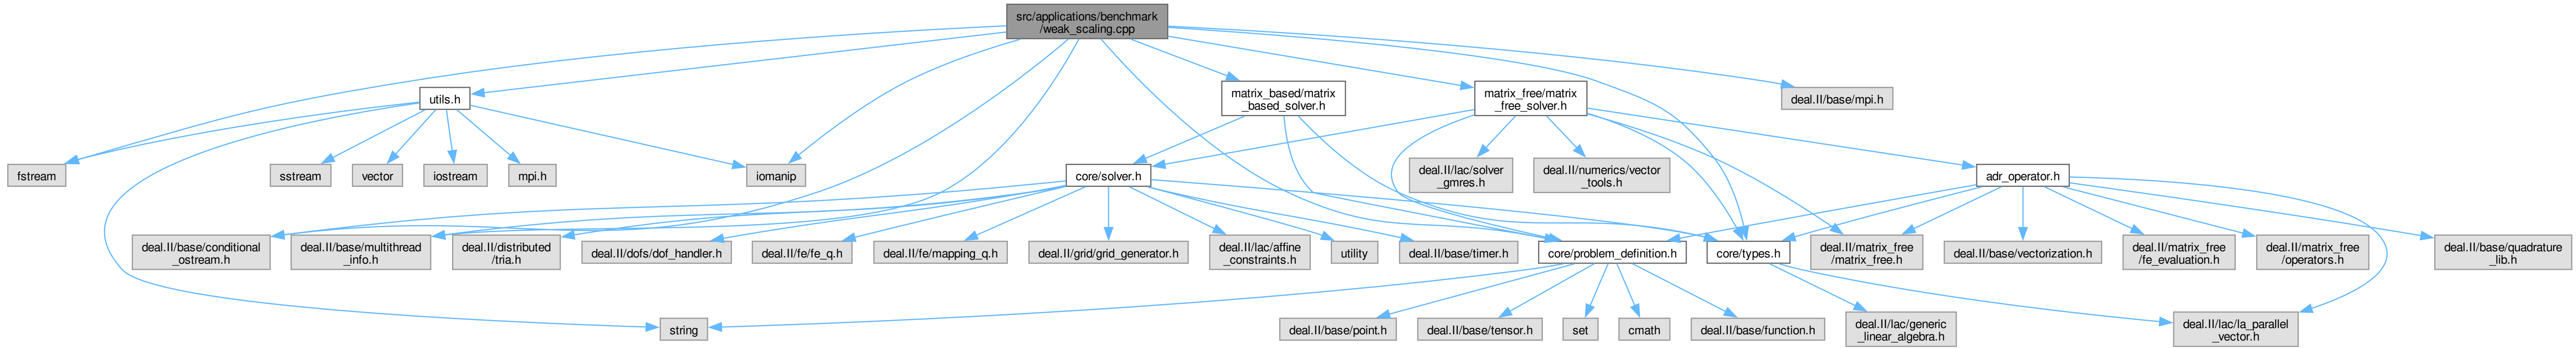 src/applications/benchmark
/weak_scaling.cpp
utils.h
matrix_based/matrix
_based_solver.h
matrix_free/matrix
_free_solver.h
deal.II/base/mpi.h
fstream
sstream
vector
iostream
mpi.h
iomanip
core/solver.h
deal.II/lac/solver
_gmres.h
deal.II/numerics/vector
_tools.h
adr_operator.h
deal.II/base/conditional
_ostream.h
deal.II/base/multithread
_info.h
deal.II/distributed
/tria.h
deal.II/dofs/dof_handler.h
deal.II/fe/fe_q.h
deal.II/fe/mapping_q.h
deal.II/grid/grid_generator.h
deal.II/lac/affine
_constraints.h
utility
deal.II/base/timer.h
core/problem_definition.h
core/types.h
deal.II/matrix_free
/matrix_free.h
deal.II/base/vectorization.h
deal.II/matrix_free
/fe_evaluation.h
deal.II/matrix_free
/operators.h
deal.II/base/quadrature
_lib.h
string
deal.II/base/point.h
deal.II/base/tensor.h
set
cmath
deal.II/base/function.h
deal.II/lac/generic
_linear_algebra.h
deal.II/lac/la_parallel
_vector.h